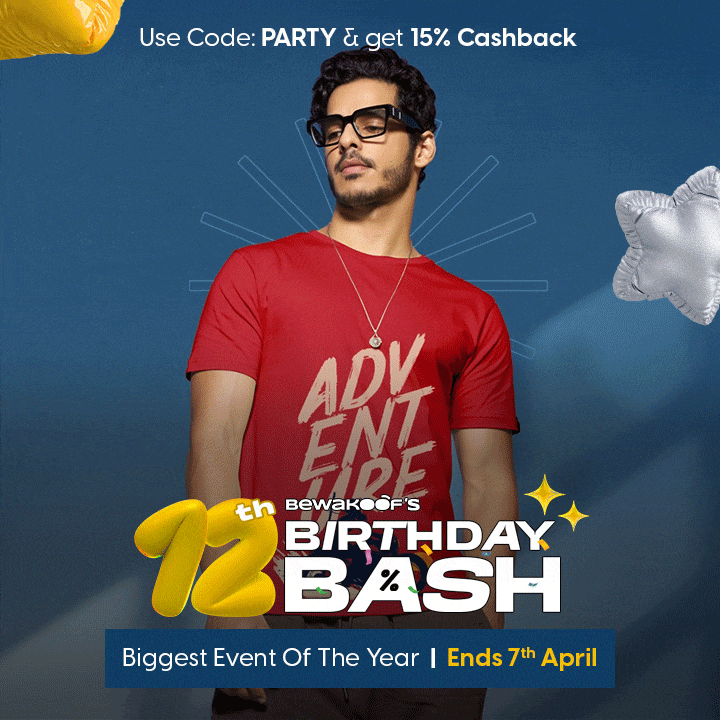 Use Code: PARTY & get 15% Cashback
ADV
ENT
URE
12th
BEWAKOOF'S
BIRTHDAY
BASH
%
Biggest Event Of The Year | Ends 7th April